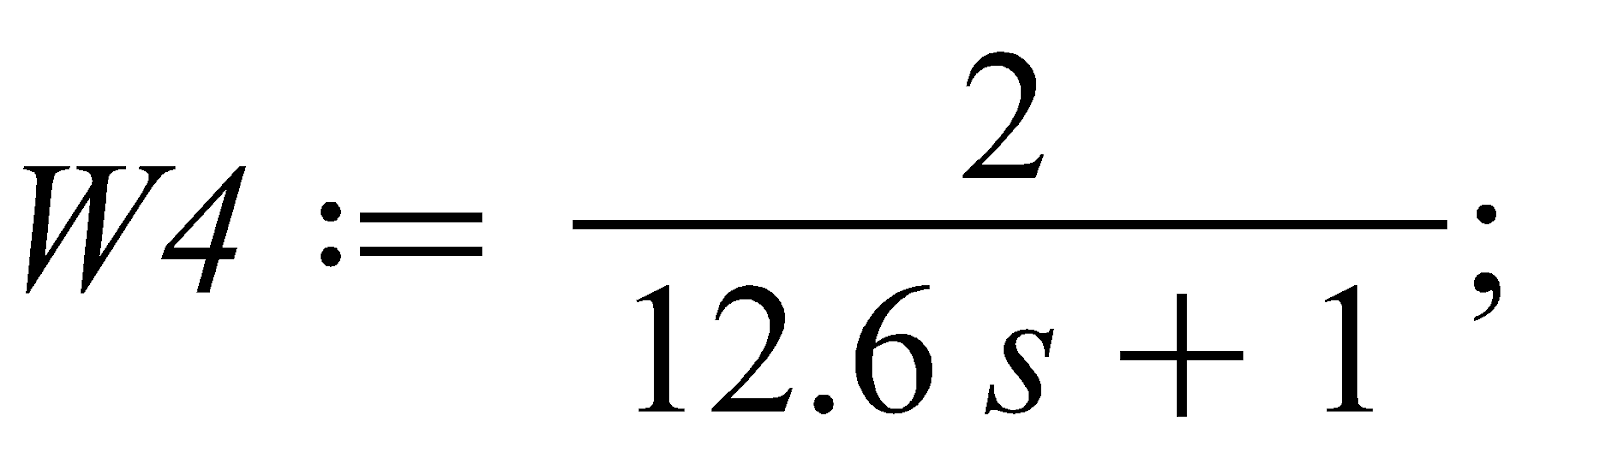 W4 := 2 / (12.6 s + 1);